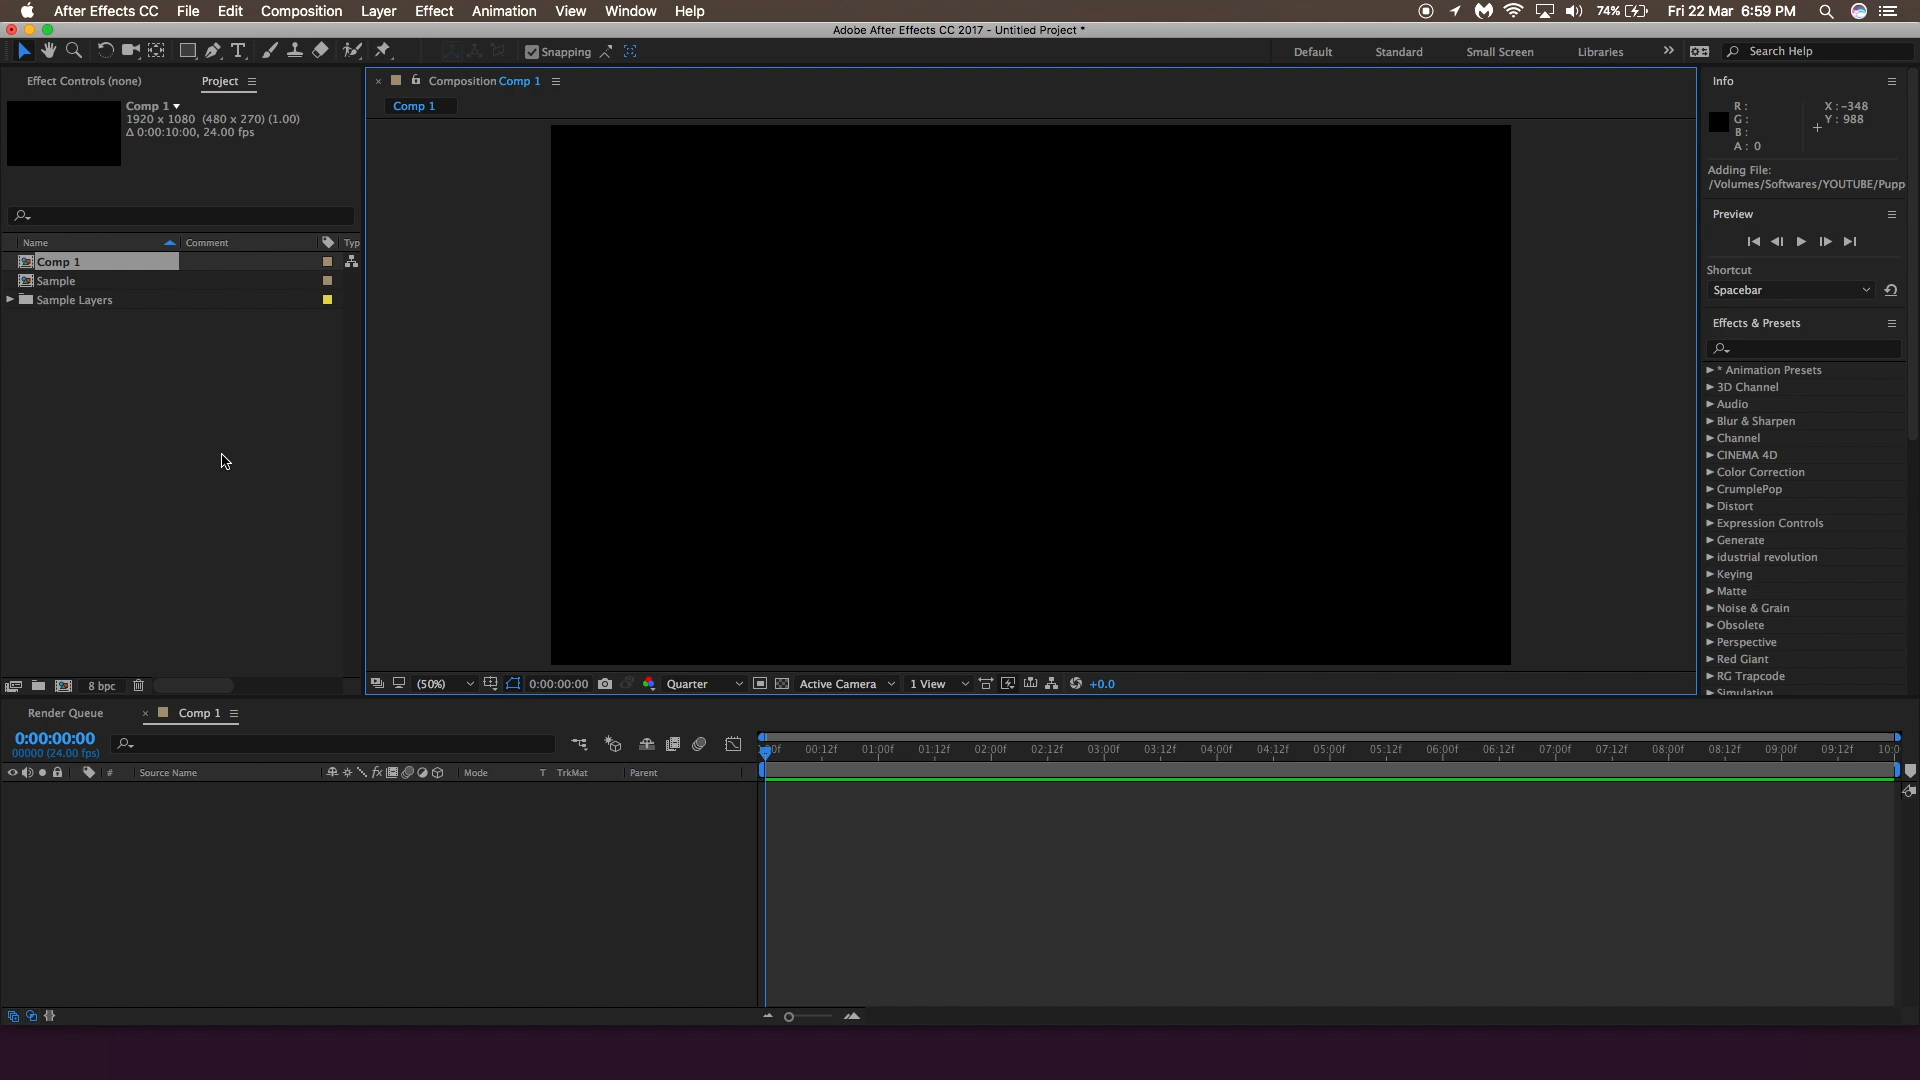 After Effects CC File Edit Composition Layer Effect Animation View Window Help 74% Fri 22 Mar 6:59 PM
Adobe After Effects CC 2017 - Untitled Project *
Snapping Default Standard Small Screen Libraries Search Help
Effect Controls (none) Project
Comp 1
1920 x 1080 (480 x 270) (1.00)
Δ 0:00:10:00, 24.00 fps
Name Comment Typ
Comp 1
Sample
Sample Layers
8 bpc
Composition Comp 1
Comp 1
(50%) 0:00:00:00 Quarter Active Camera 1 View +0.0
Info
R: X: -348
G: Y: 988
B:
A: 0
Adding File:
/Volumes/Softwares/YOUTUBE/Pupp
Preview
Shortcut
Spacebar
Effects & Presets
* Animation Presets
3D Channel
Audio
Blur & Sharpen
Channel
CINEMA 4D
Color Correction
CrumplePop
Distort
Expression Controls
Generate
idustrial revolution
Keying
Matte
Noise & Grain
Obsolete
Perspective
Red Giant
RG Trapcode
Simulation
Render Queue Comp 1
0:00:00:00
00000 (24.00 fps)
00:12f 01:00f 01:12f 02:00f 02:12f 03:00f 03:12f 04:00f 04:12f 05:00f 05:12f 06:00f 06:12f 07:00f 07:12f 08:00f 08:12f 09:00f 09:12f 10:0
# Source Name fx Mode T TrkMat Parent